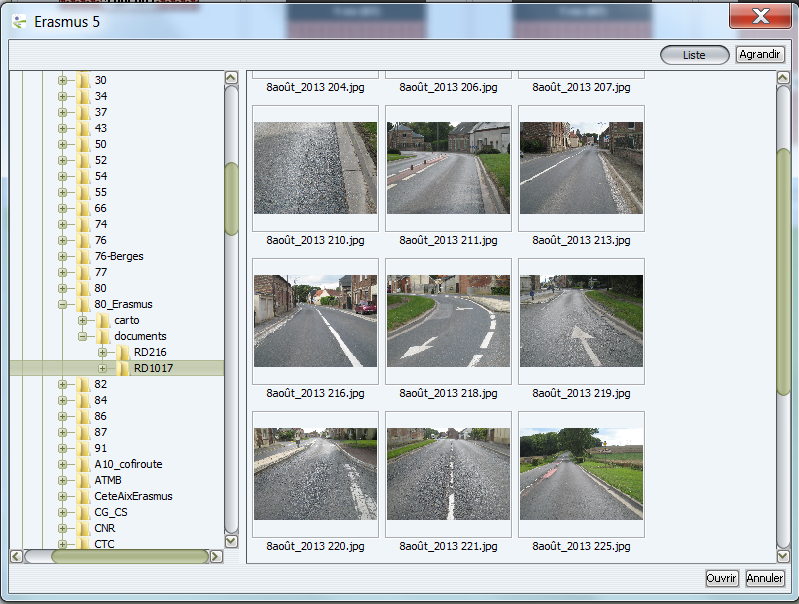 Erasmus 5
Liste
Agrandir
30
34
37
43
50
52
54
55
66
74
76
76-Berges
77
80
80_Erasmus
carto
documents
RD216
RD1017
82
84
86
87
91
A10_cofiroute
ATMB
CeteAixErasmus
CG_CS
CNR
CTC
8août_2013 204.jpg
8août_2013 206.jpg
8août_2013 207.jpg
8août_2013 210.jpg
8août_2013 211.jpg
8août_2013 213.jpg
8août_2013 216.jpg
8août_2013 218.jpg
8août_2013 219.jpg
8août_2013 220.jpg
8août_2013 221.jpg
8août_2013 225.jpg
Ouvrir
Annuler